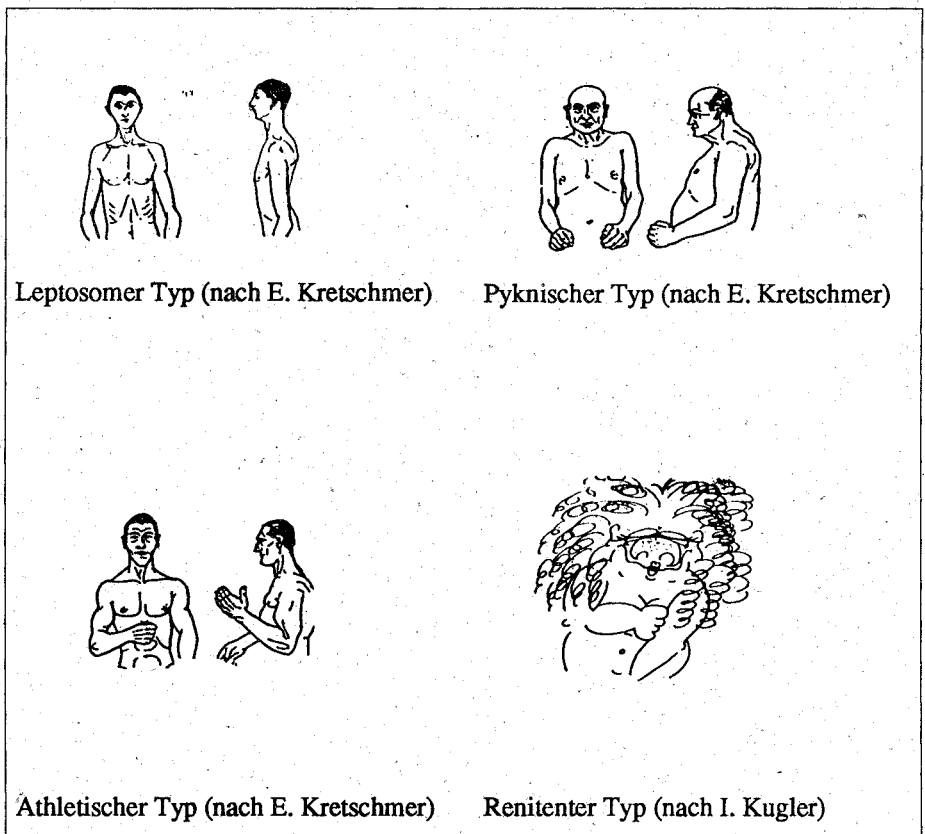 Leptosomer Typ (nach E. Kretschmer)
Pyknischer Typ (nach E. Kretschmer)
Athletischer Typ (nach E. Kretschmer)
Renitenter Typ (nach I. Kugler)